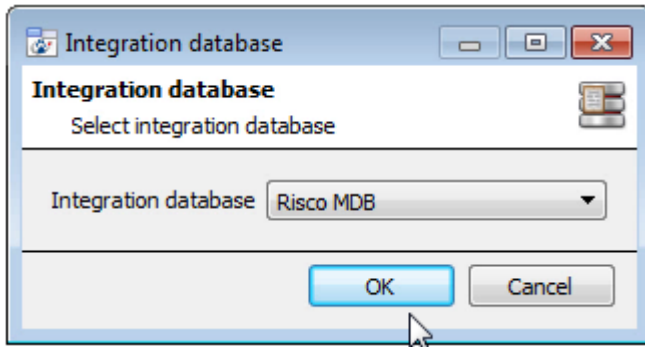 Integration database
Integration database
Select integration database
Integration database Risco MDB
OK Cancel